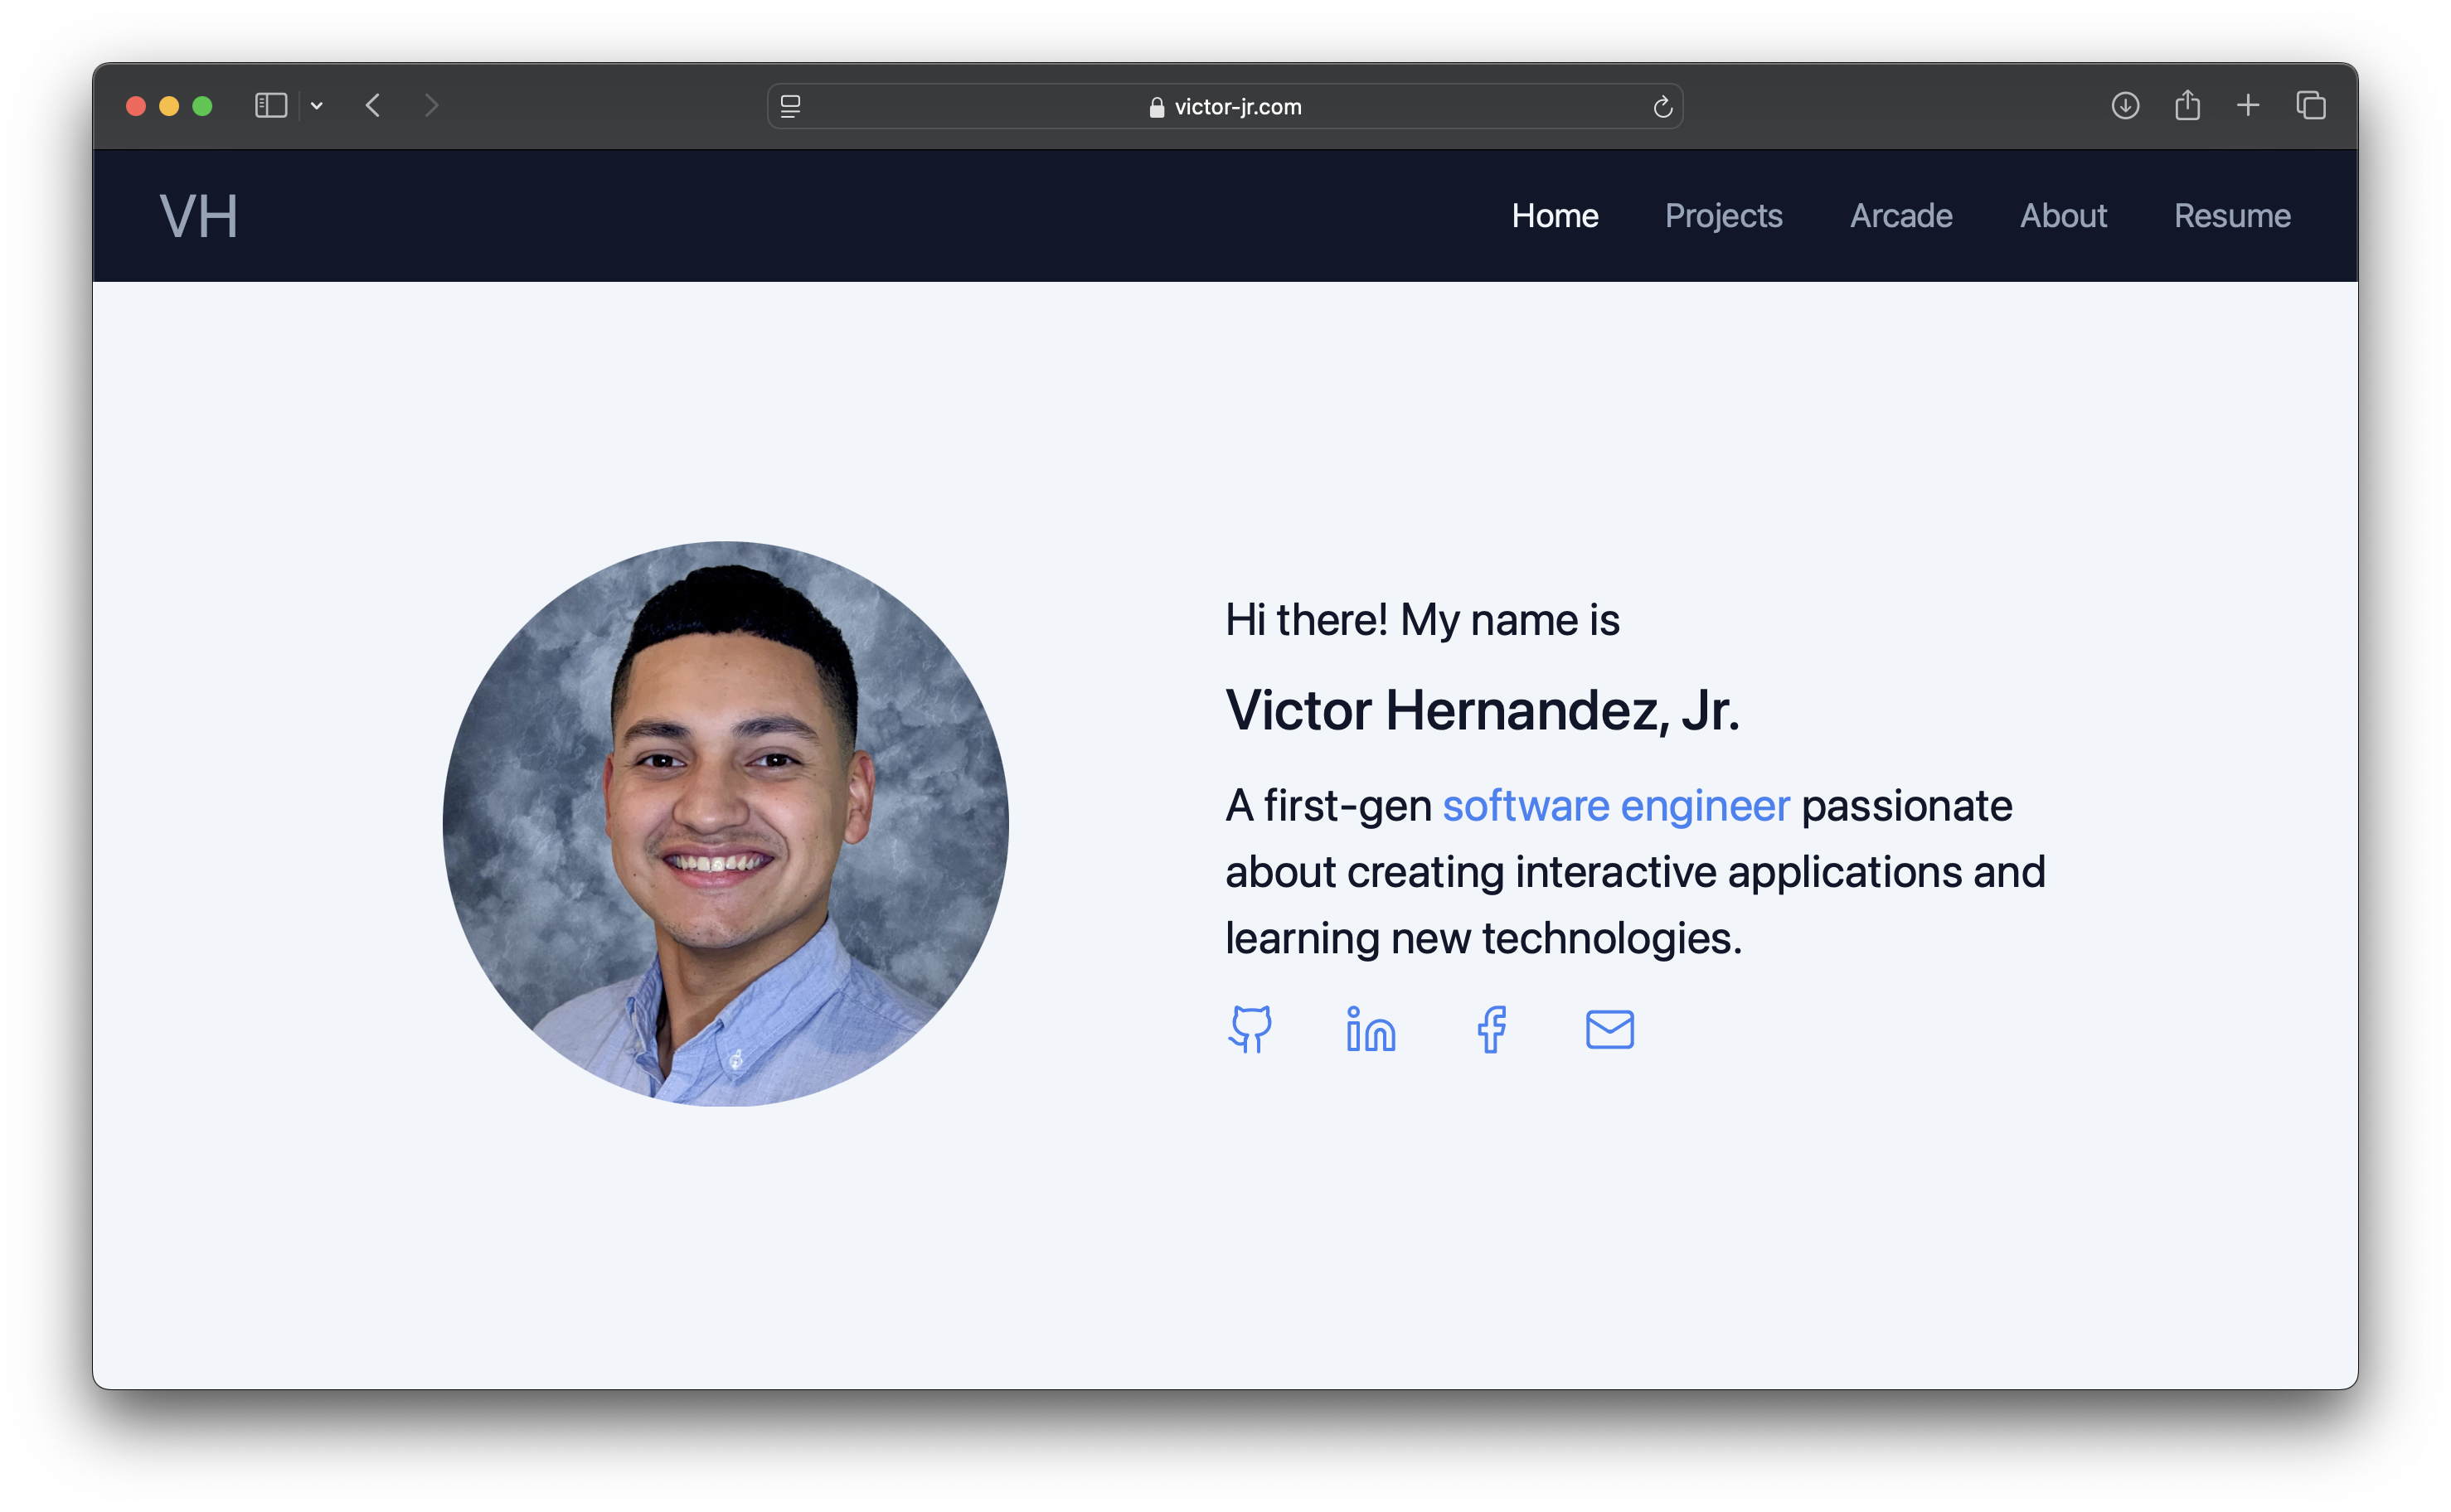 victor-jr.com
VH
Home Projects Arcade About Resume
Hi there! My name is
Victor Hernandez, Jr.
A first-gen software engineer passionate
about creating interactive applications and
learning new technologies.